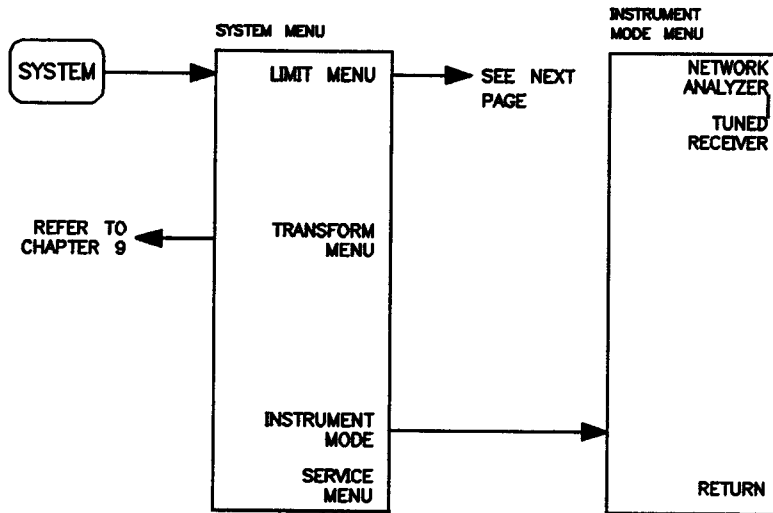 SYSTEM
SYSTEM MENU
LIMIT MENU
SEE NEXT
PAGE
REFER TO
CHAPTER 9
TRANSFORM
MENU
INSTRUMENT
MODE
SERVICE
MENU
INSTRUMENT
MODE MENU
NETWORK
ANALYZER
TUNED
RECEIVER
RETURN